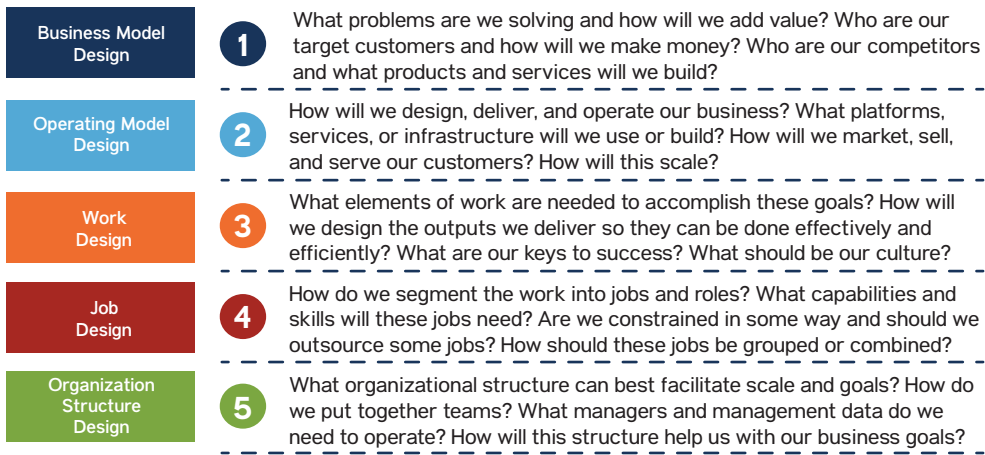 Business Model
Design
1
What problems are we solving and how will we add value? Who are our
target customers and how will we make money? Who are our competitors
and what products and services will we build?
Operating Model
Design
2
How will we design, deliver, and operate our business? What platforms,
services, or infrastructure will we use or build? How will we market, sell,
and serve our customers? How will this scale?
Work
Design
3
What elements of work are needed to accomplish these goals? How will
we design the outputs we deliver so they can be done effectively and
efficiently? What are our keys to success? What should be our culture?
Job
Design
4
How do we segment the work into jobs and roles? What capabilities and
skills will these jobs need? Are we constrained in some way and should we
outsource some jobs? How should these jobs be grouped or combined?
Organization
Structure
Design
5
What organizational structure can best facilitate scale and goals? How do
we put together teams? What managers and management data do we
need to operate? How will this structure help us with our business goals?